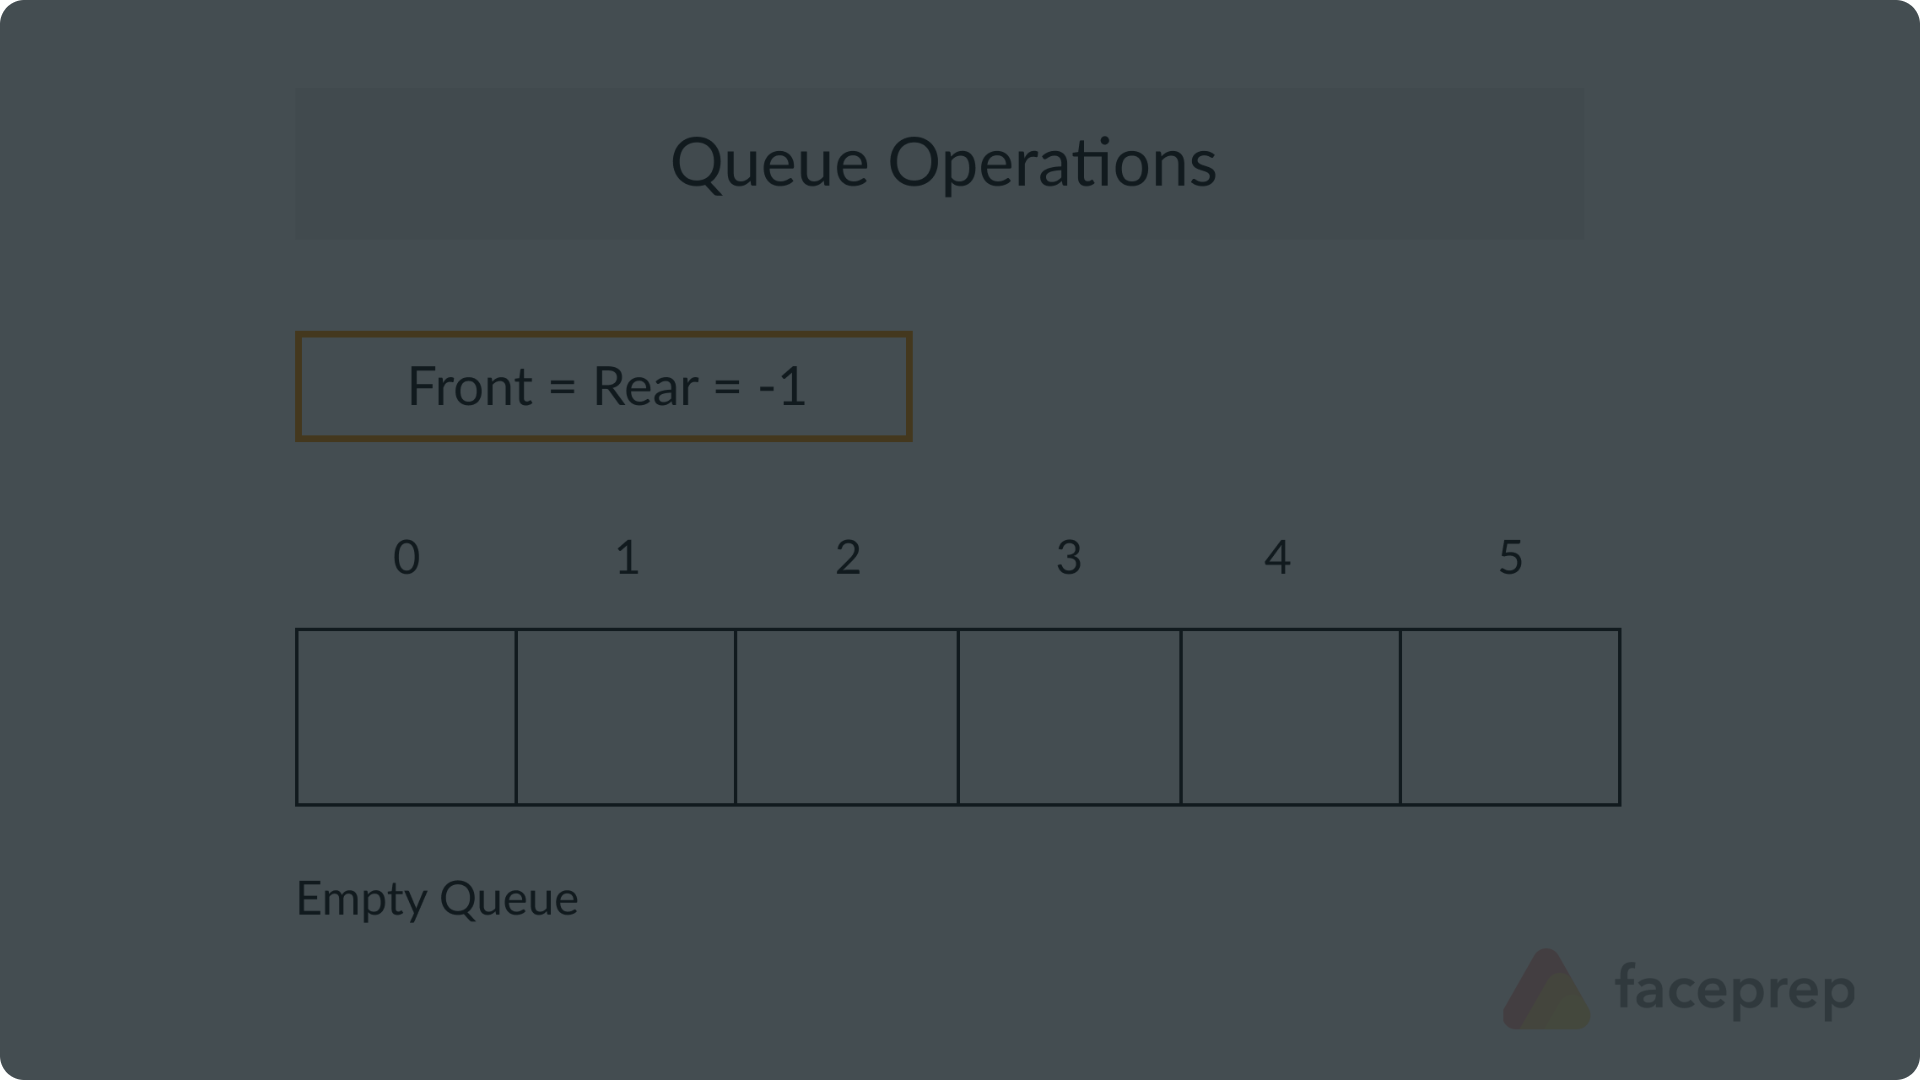 Queue Operations
Front = Rear = -1
0 1 2 3 4 5
Empty Queue
faceprep